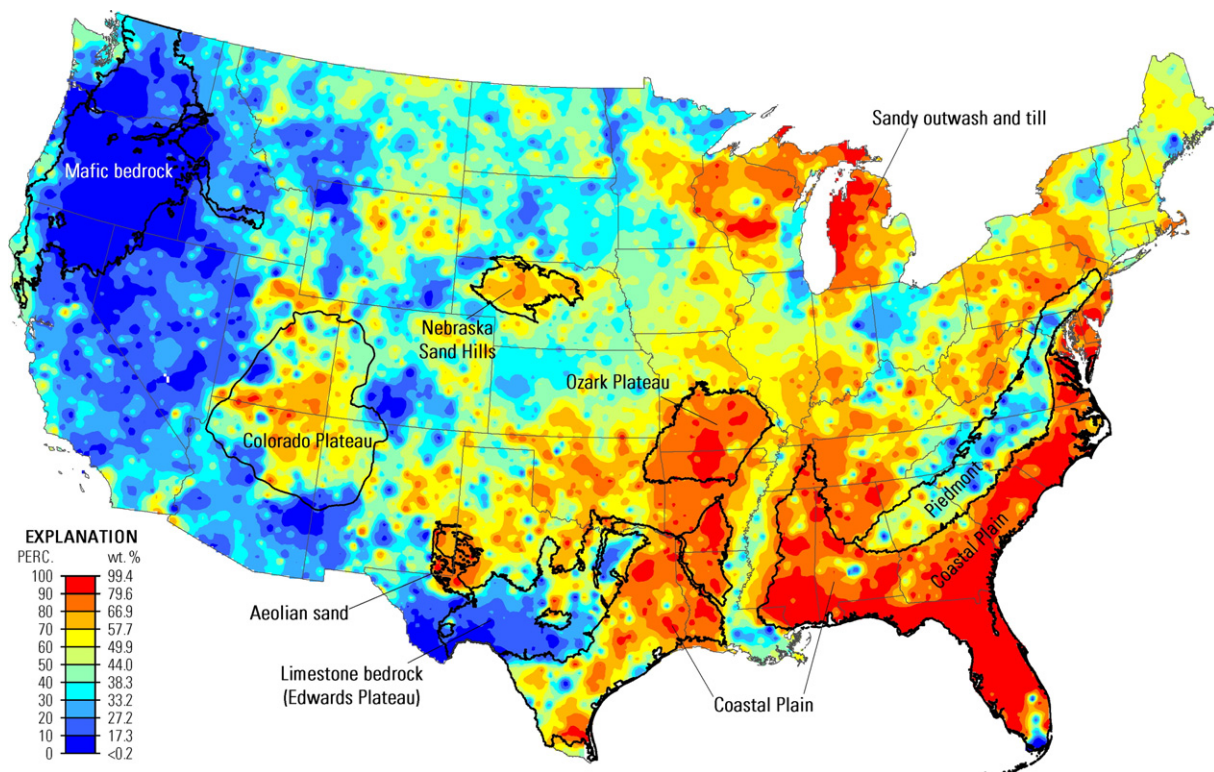 Sandy outwash and till
Mafic bedrock
Nebraska
Sand Hills
Ozark Plateau
Colorado Plateau
Piedmont
Coastal Plain
Aeolian sand
Limestone bedrock
(Edwards Plateau)
Coastal Plain
EXPLANATION
PERC. wt. %
100 99.4
90 79.6
80 66.9
70 57.7
60 49.9
50 44.0
40 38.3
30 33.2
20 27.2
10 17.3
0 <0.2